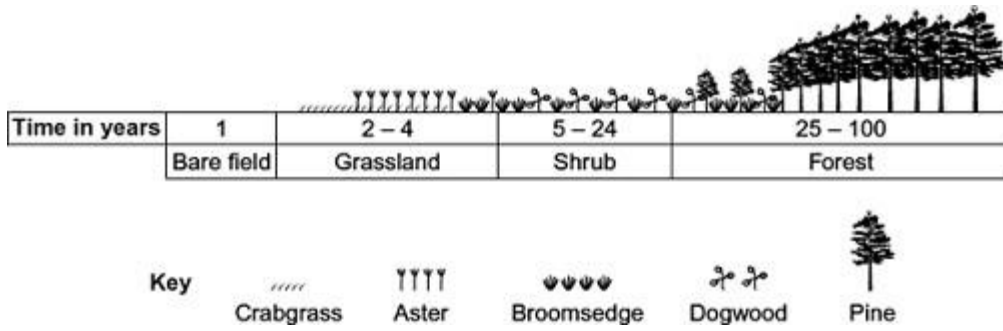 Time in years 1 2 – 4 5 – 24 25 – 100
Bare field Grassland Shrub Forest
Key
Crabgrass Aster Broomsedge Dogwood Pine